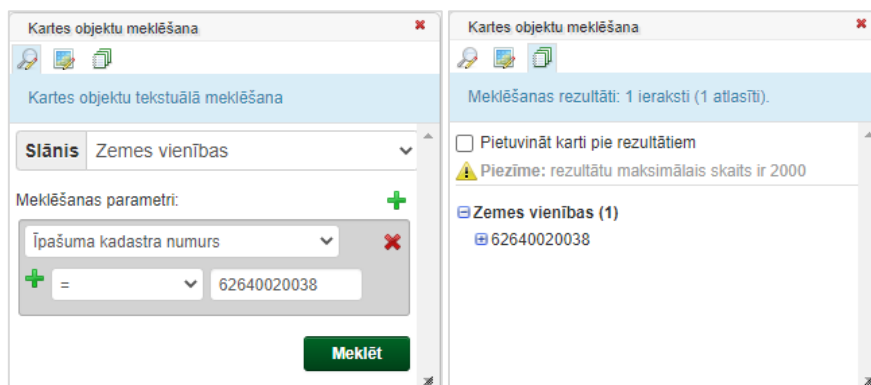 Kartes objektu meklēšana
Kartes objektu tekstuālā meklēšana
Slānis Zemes vienības
Meklēšanas parametri:
Īpašuma kadastra numurs
= 62640020038
Meklēt
Kartes objektu meklēšana
Meklēšanas rezultāti: 1 ieraksti (1 atlasīti).
Pietuvināt karti pie rezultātiem
Piezīme: rezultātu maksimālais skaits ir 2000
Zemes vienības (1)
62640020038